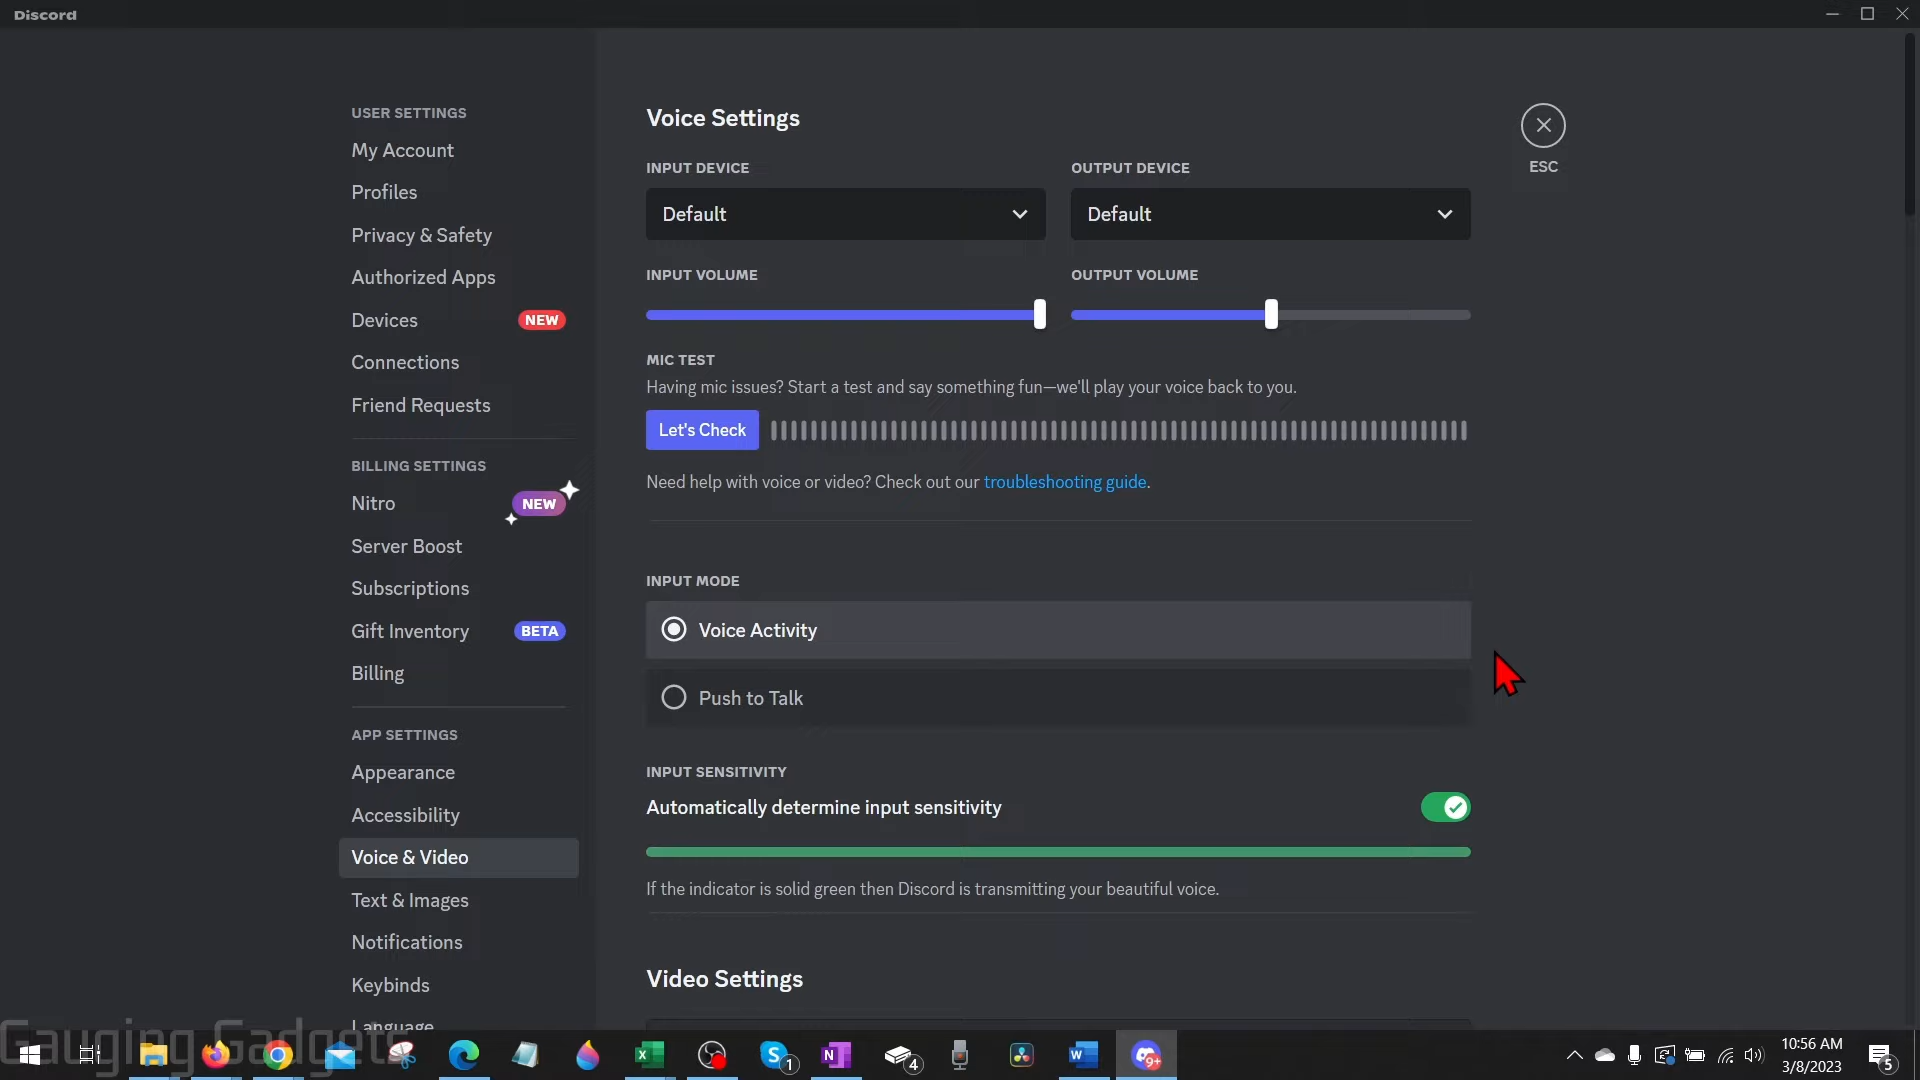 Discord
USER SETTINGS
My Account
Profiles
Privacy & Safety
Authorized Apps
Devices NEW
Connections
Friend Requests
BILLING SETTINGS
Nitro NEW
Server Boost
Subscriptions
Gift Inventory BETA
Billing
APP SETTINGS
Appearance
Accessibility
Voice & Video
Text & Images
Notifications
Keybinds
Language
Voice Settings
ESC
INPUT DEVICE OUTPUT DEVICE
Default Default
INPUT VOLUME OUTPUT VOLUME
MIC TEST
Having mic issues? Start a test and say something fun—we'll play your voice back to you.
Let's Check
Need help with voice or video? Check out our troubleshooting guide.
INPUT MODE
Voice Activity
Push to Talk
INPUT SENSITIVITY
Automatically determine input sensitivity
If the indicator is solid green then Discord is transmitting your beautiful voice.
Video Settings
Gauging Gadgets
X S 1 N 4 W 9+
10:56 AM
3/8/2023
5